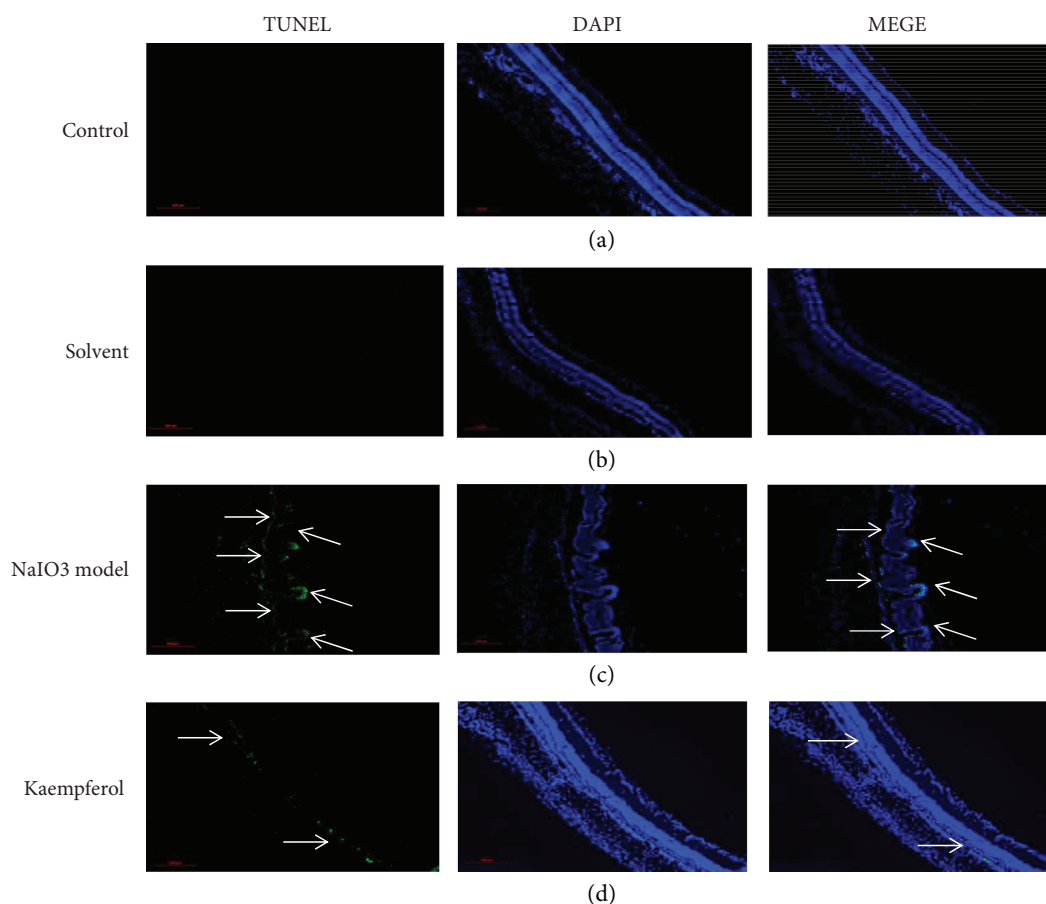 TUNEL DAPI MEGE
Control
(a)
Solvent
(b)
NaIO3 model
(c)
Kaempferol
(d)